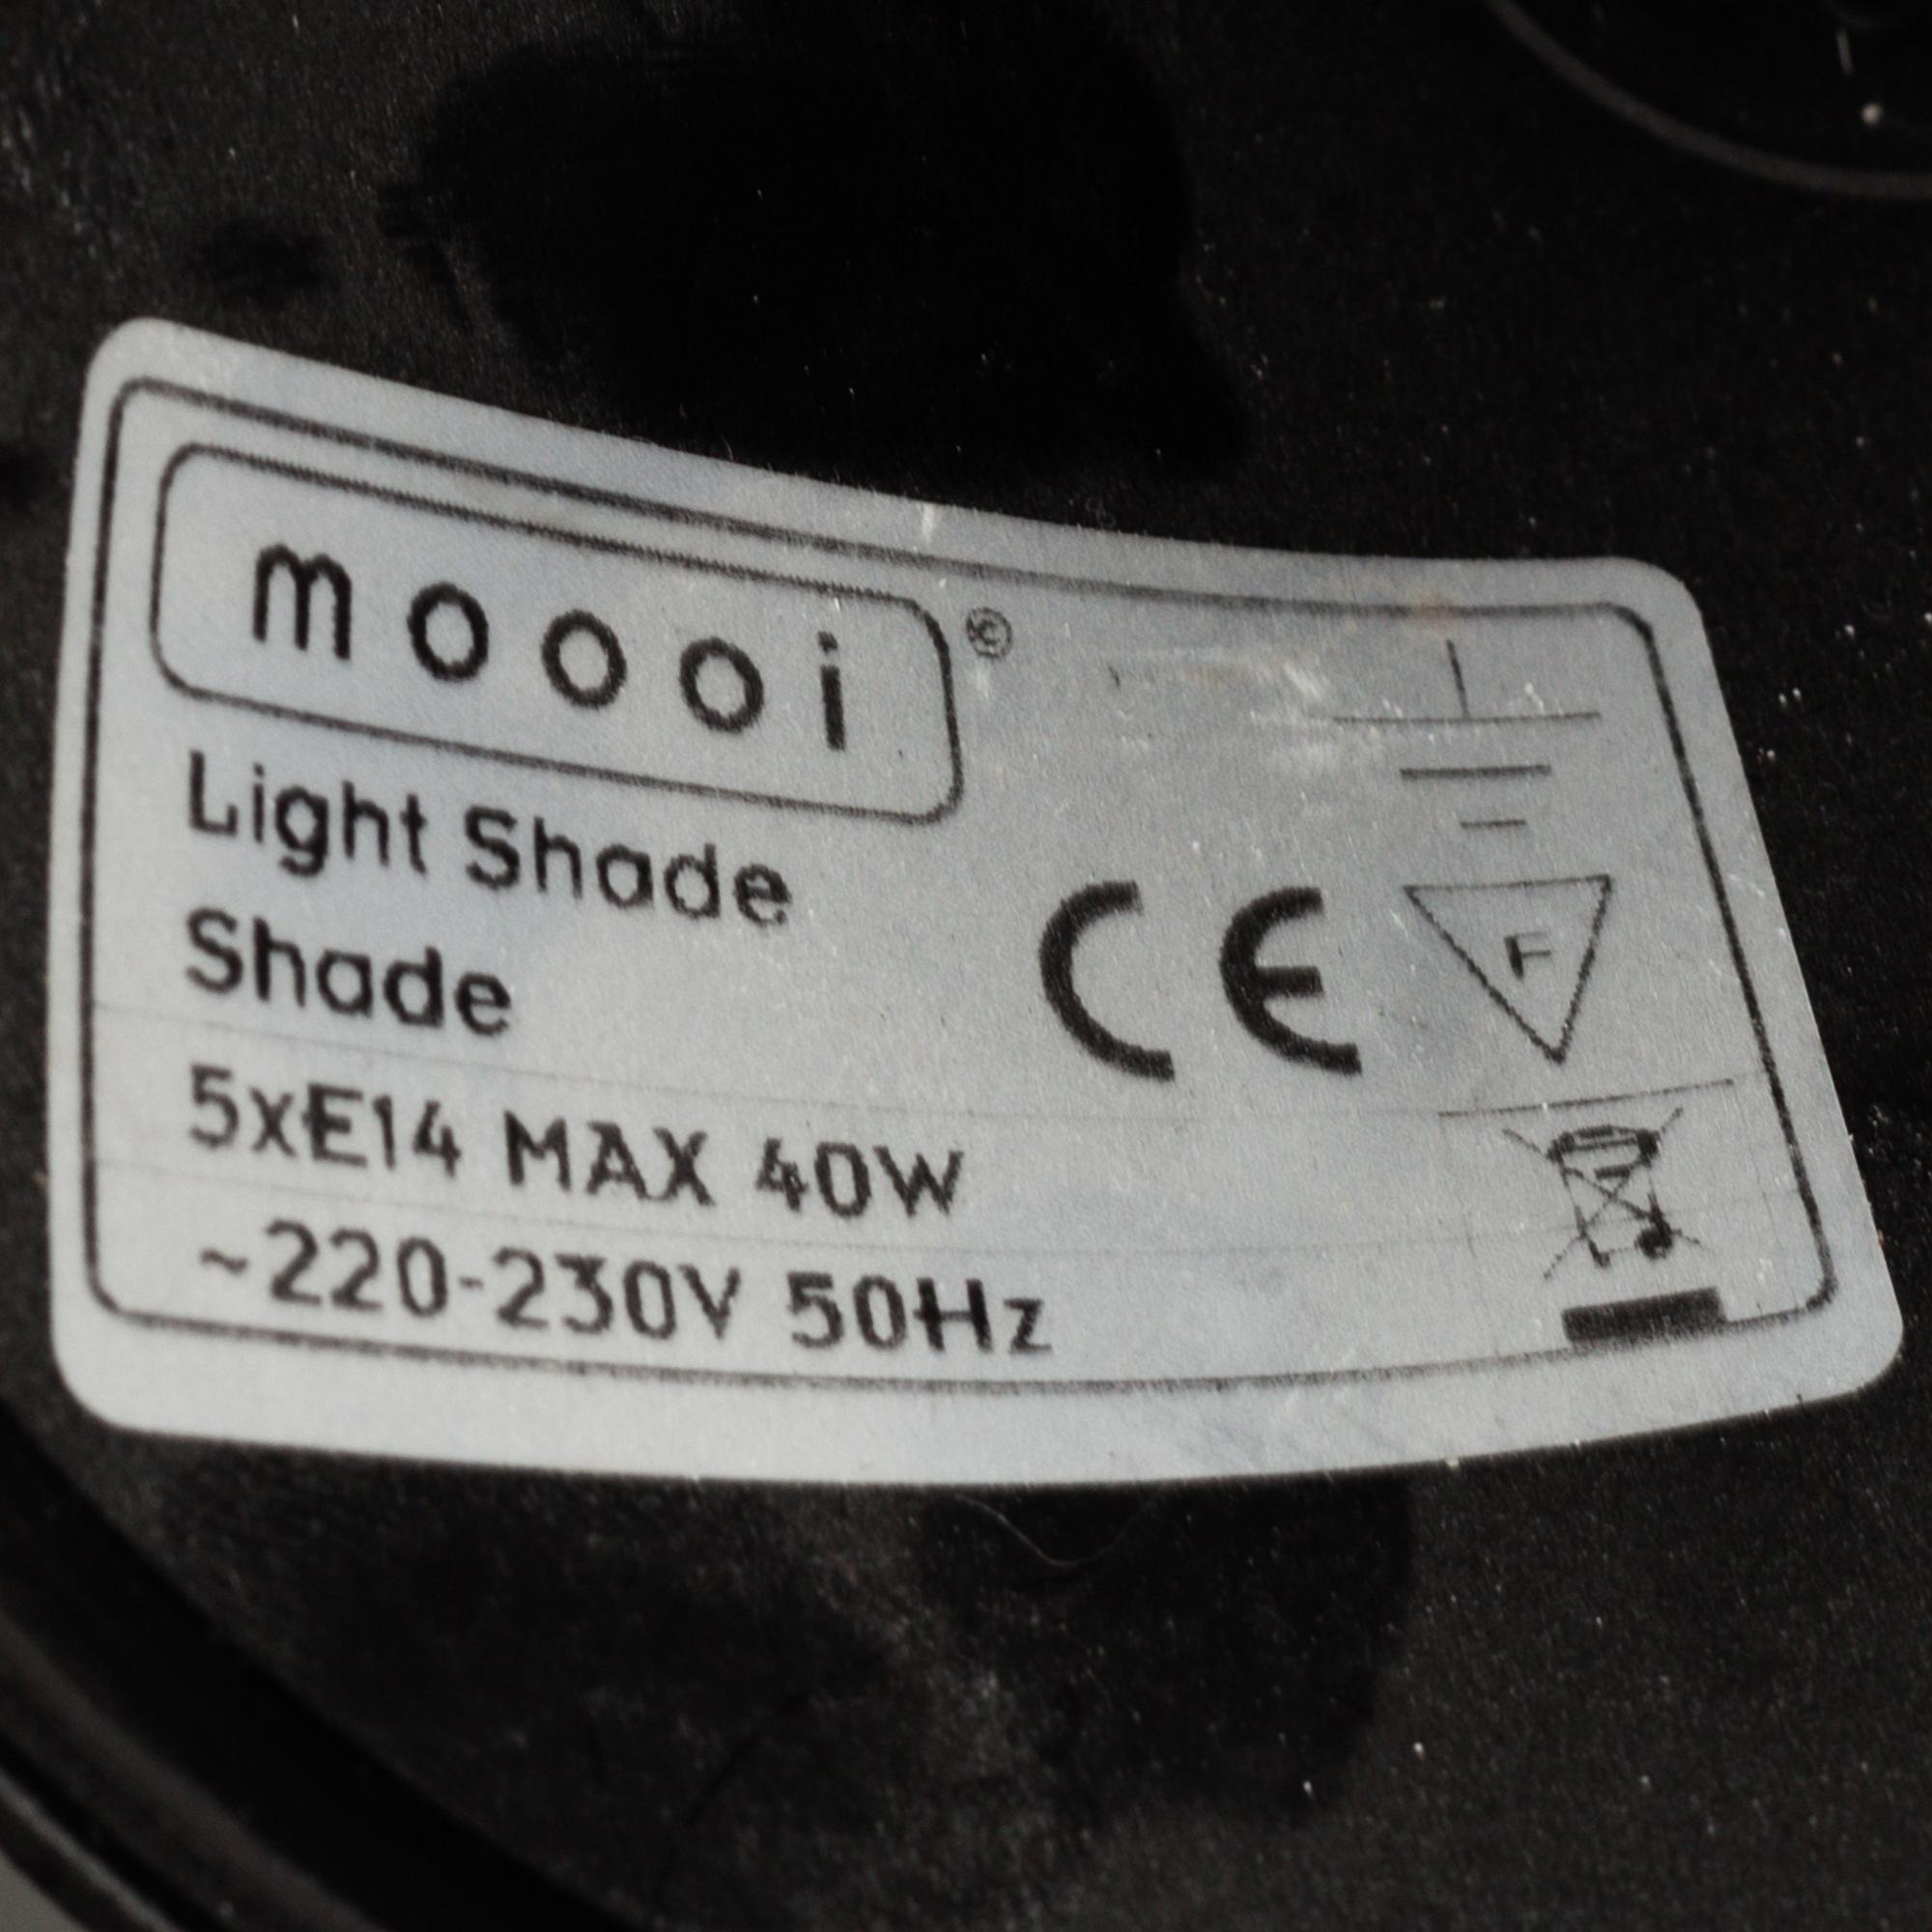 moooi ©
Light Shade
Shade
CE
F
5xE14 MAX 40W
~220-230V 50Hz